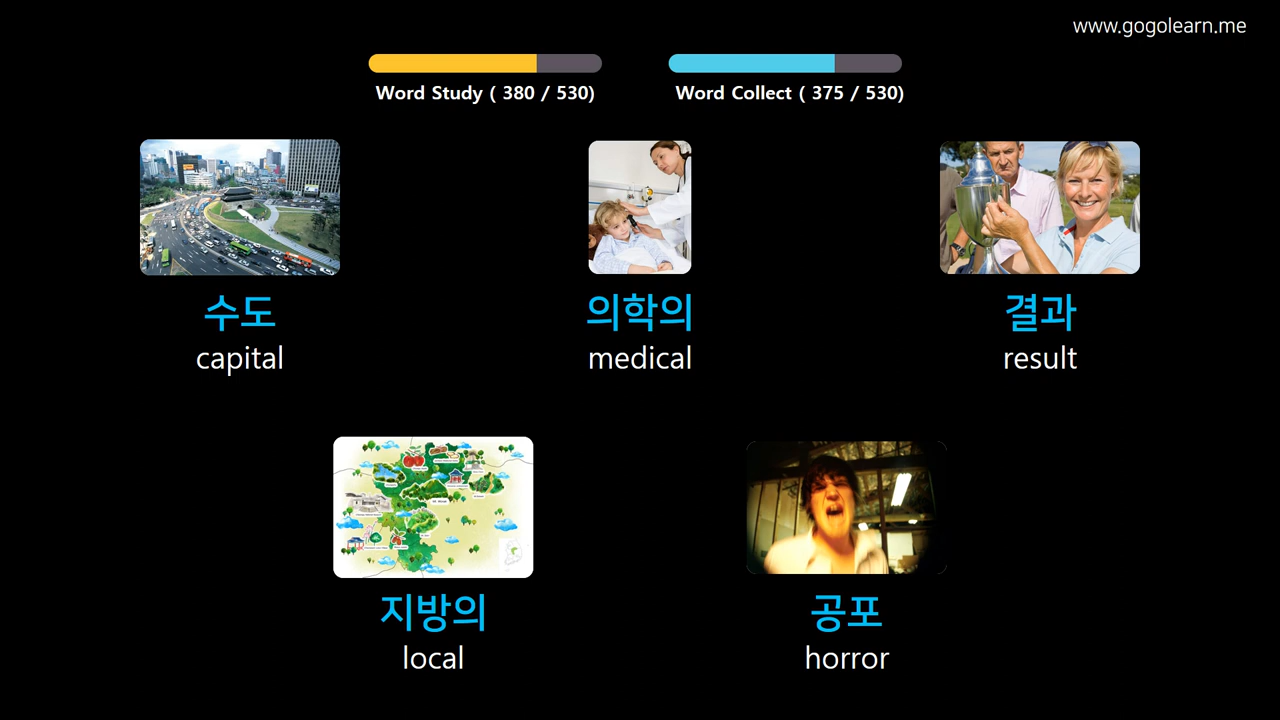 www.gogolearn.me
Word Study ( 380 / 530)
Word Collect ( 375 / 530)
수도
capital
의학의
medical
결과
result
지방의
local
공포
horror